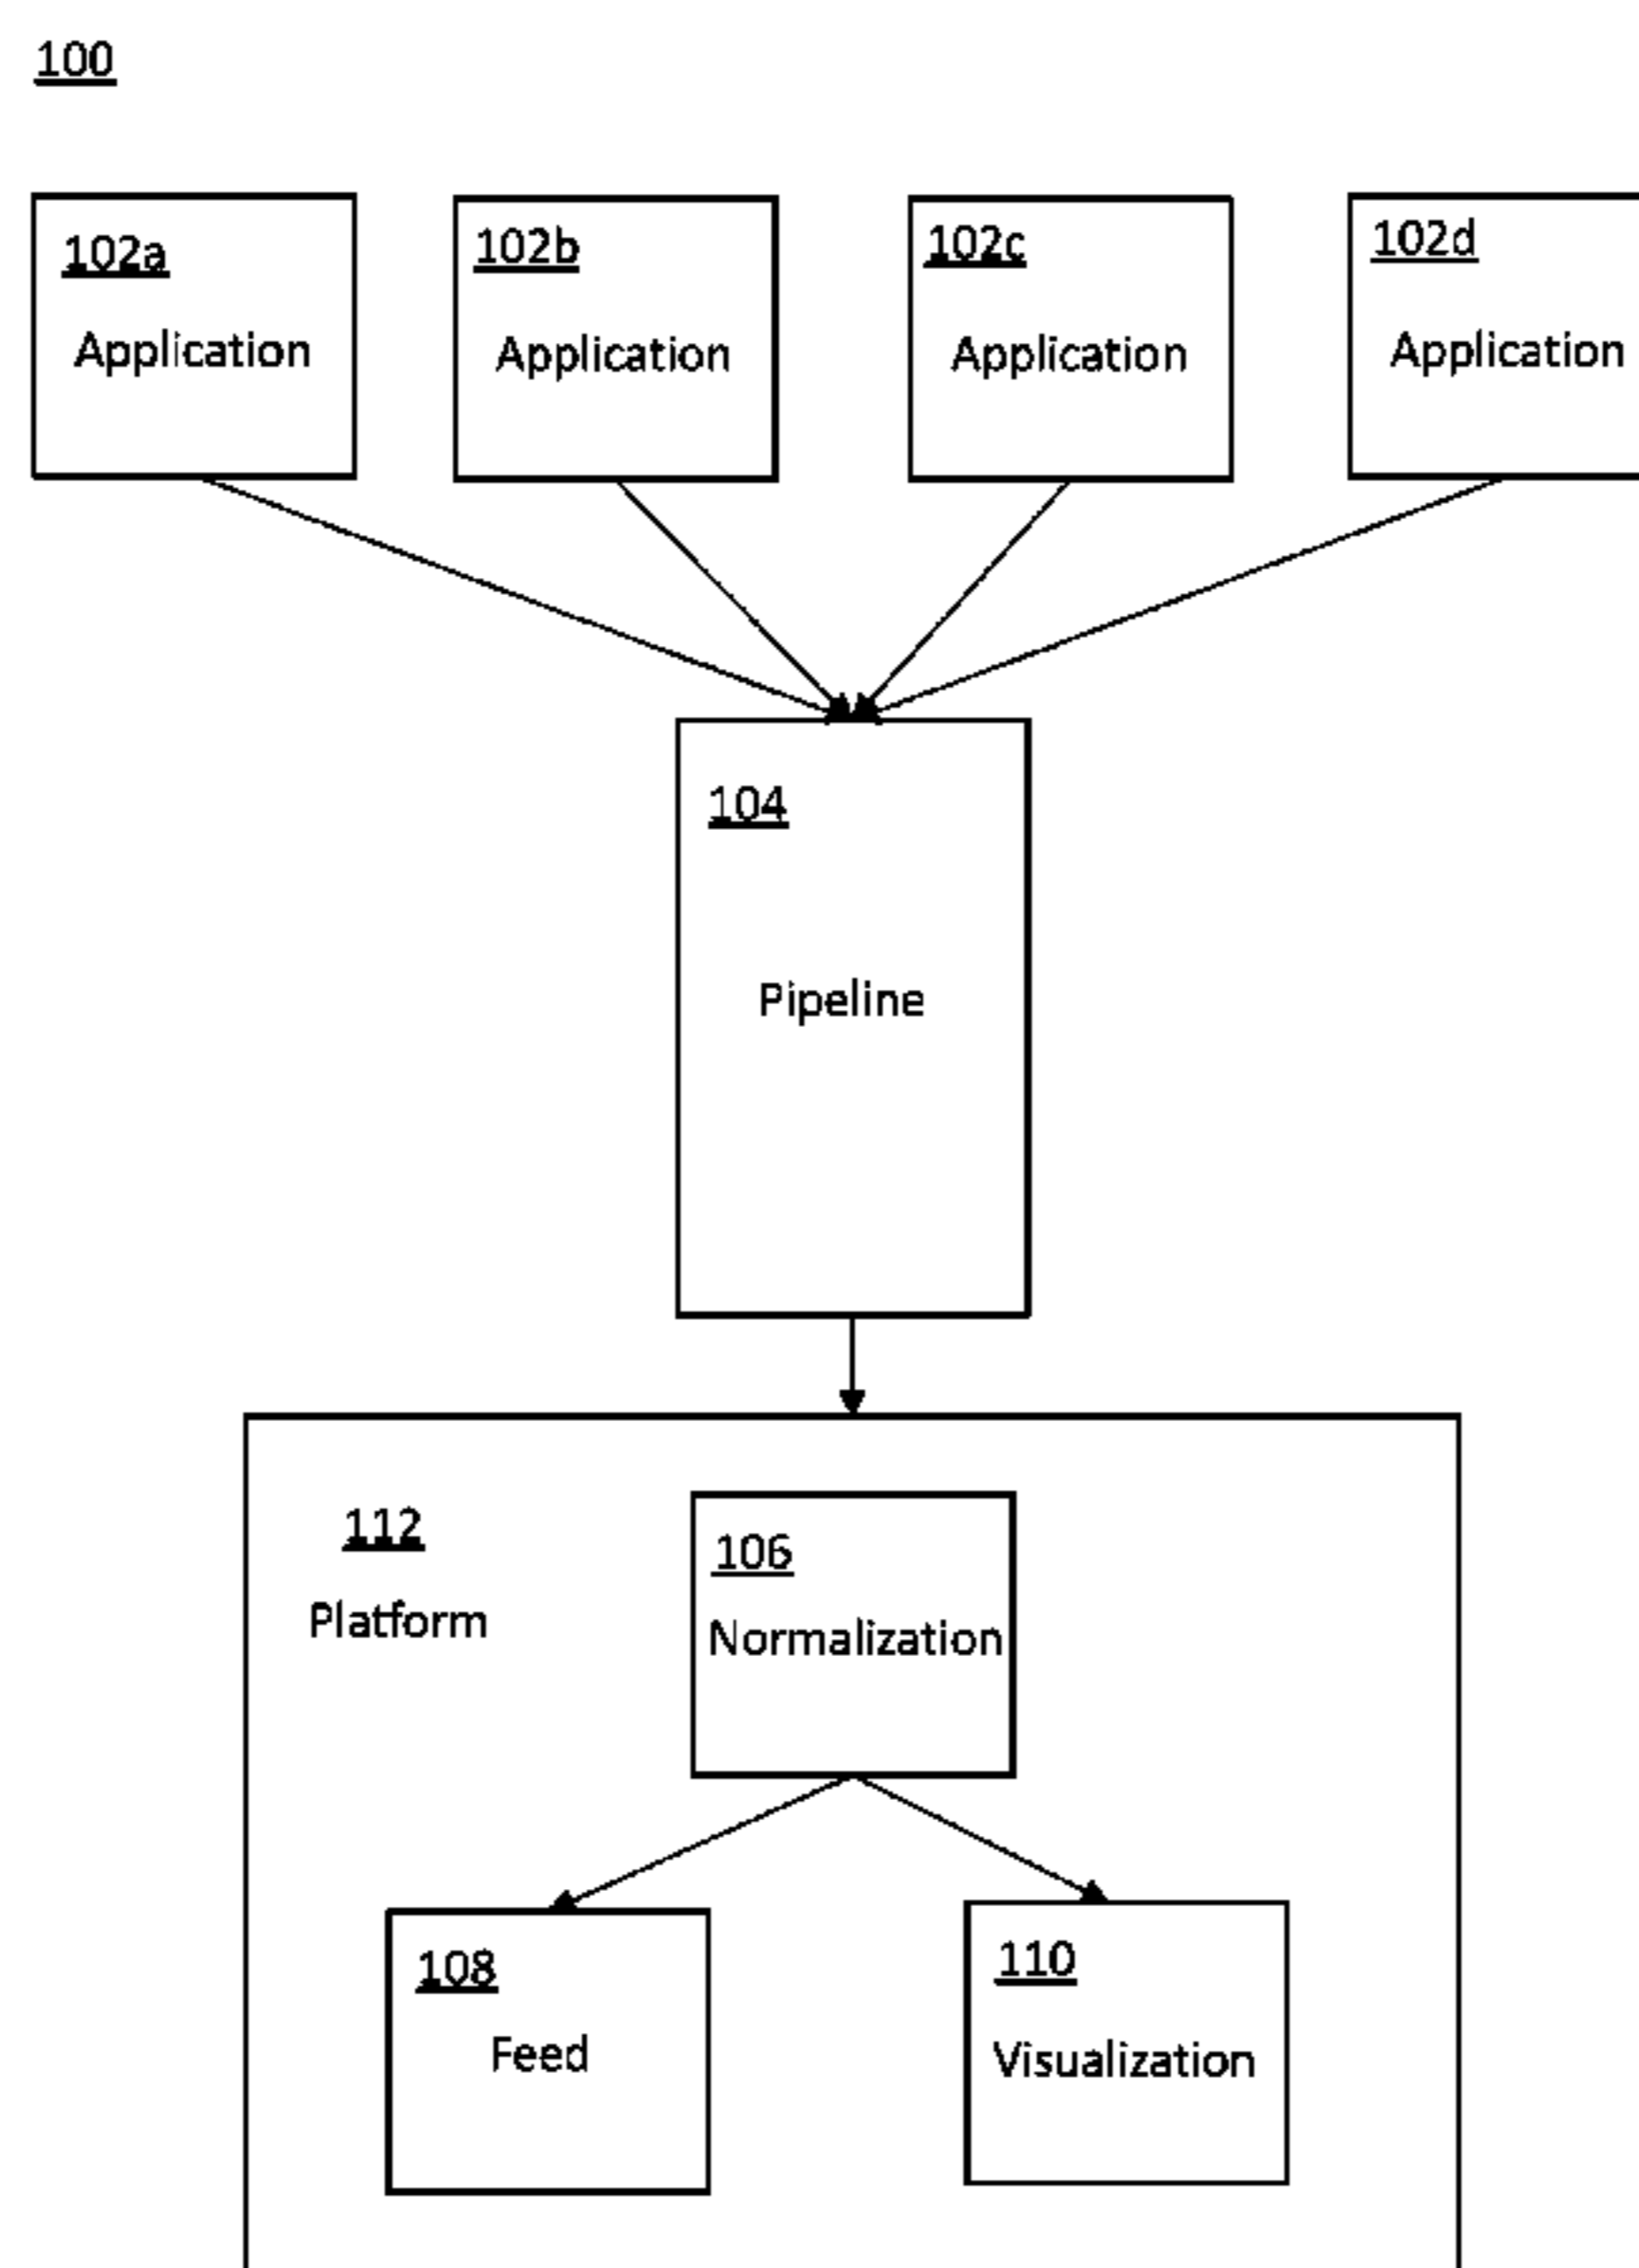 100
102a
Application
102b
Application
102c
Application
102d
Application
104
Pipeline
112
Platform
106
Normalization
108
Feed
110
Visualization